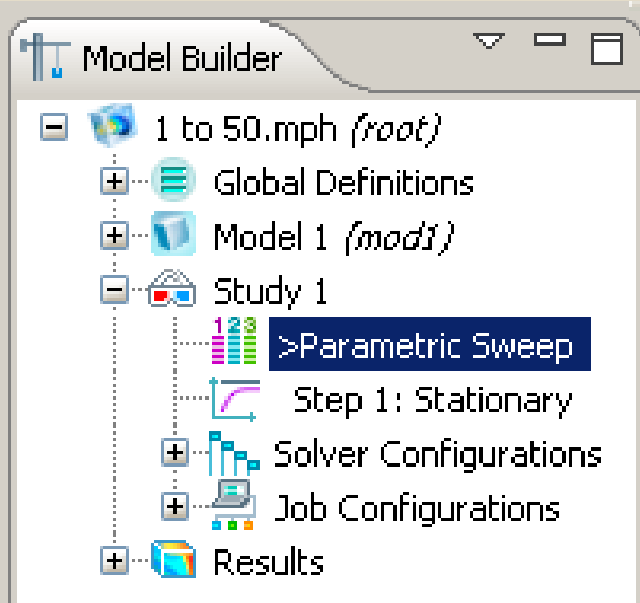 Model Builder
1 to 50.mph (root)
Global Definitions
Model 1 (mod1)
Study 1
123
>Parametric Sweep
Step 1: Stationary
Solver Configurations
Job Configurations
Results